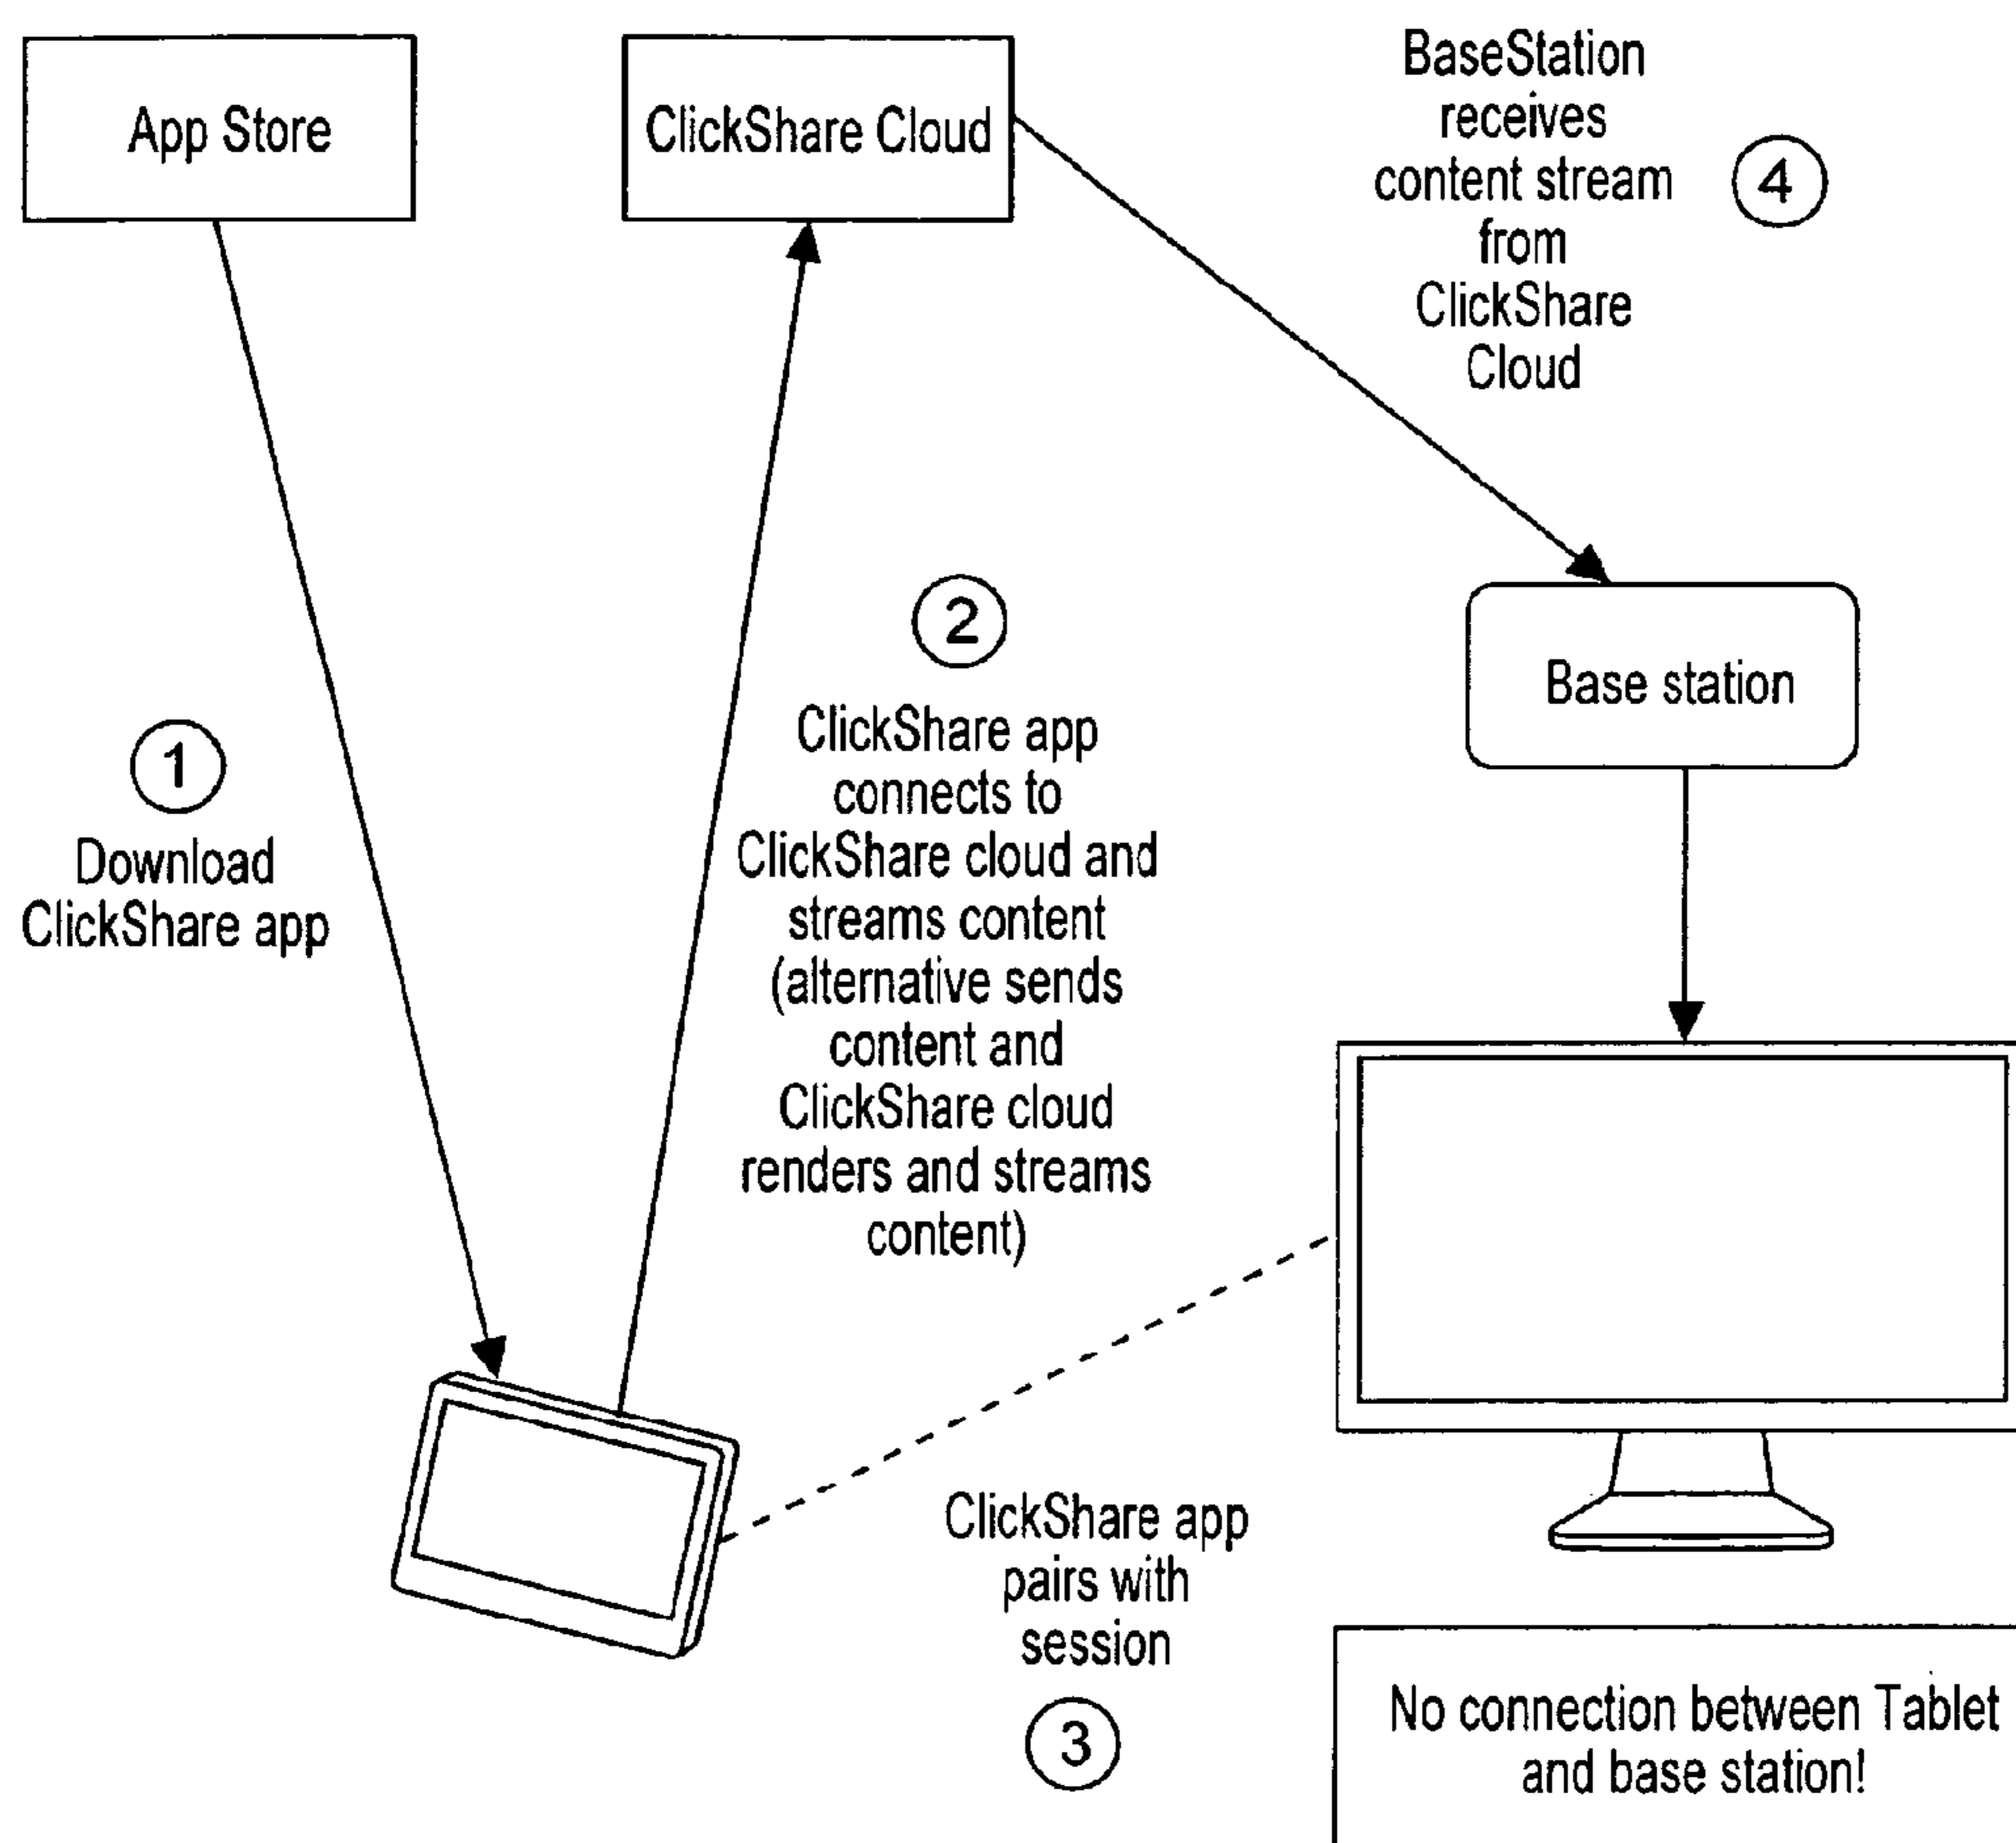 App Store
ClickShare Cloud
BaseStation
receives
content stream
from
ClickShare
Cloud
4
2
ClickShare app
connects to
ClickShare cloud and
streams content
(alternative sends
content and
ClickShare cloud
renders and streams
content)
Base station
1
Download
ClickShare app
ClickShare app
pairs with
session
3
No connection between Tablet
and base station!